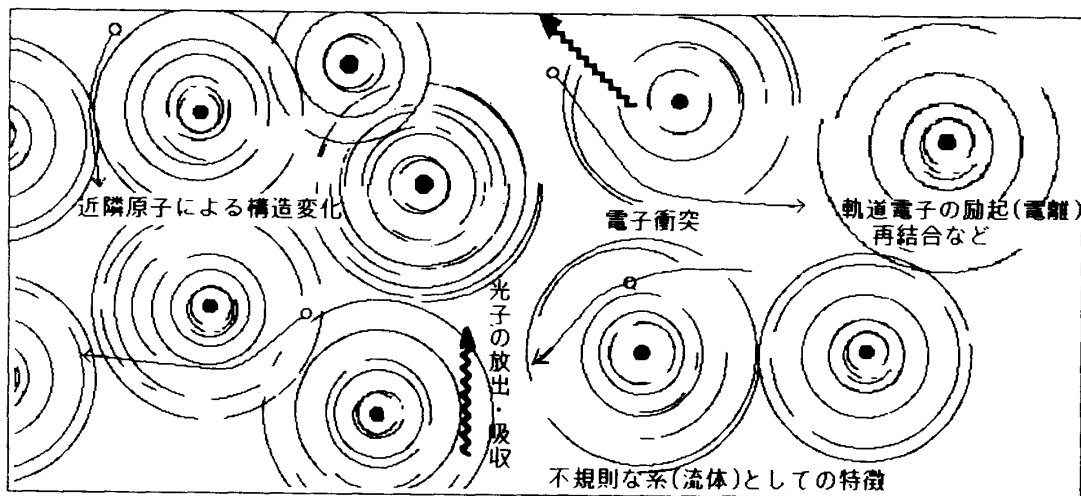 近隣原子による構造変化
電子衝突
軌道電子の励起(電離)
再結合など
光子の放出・吸収
不規則な系(流体)としての特徴